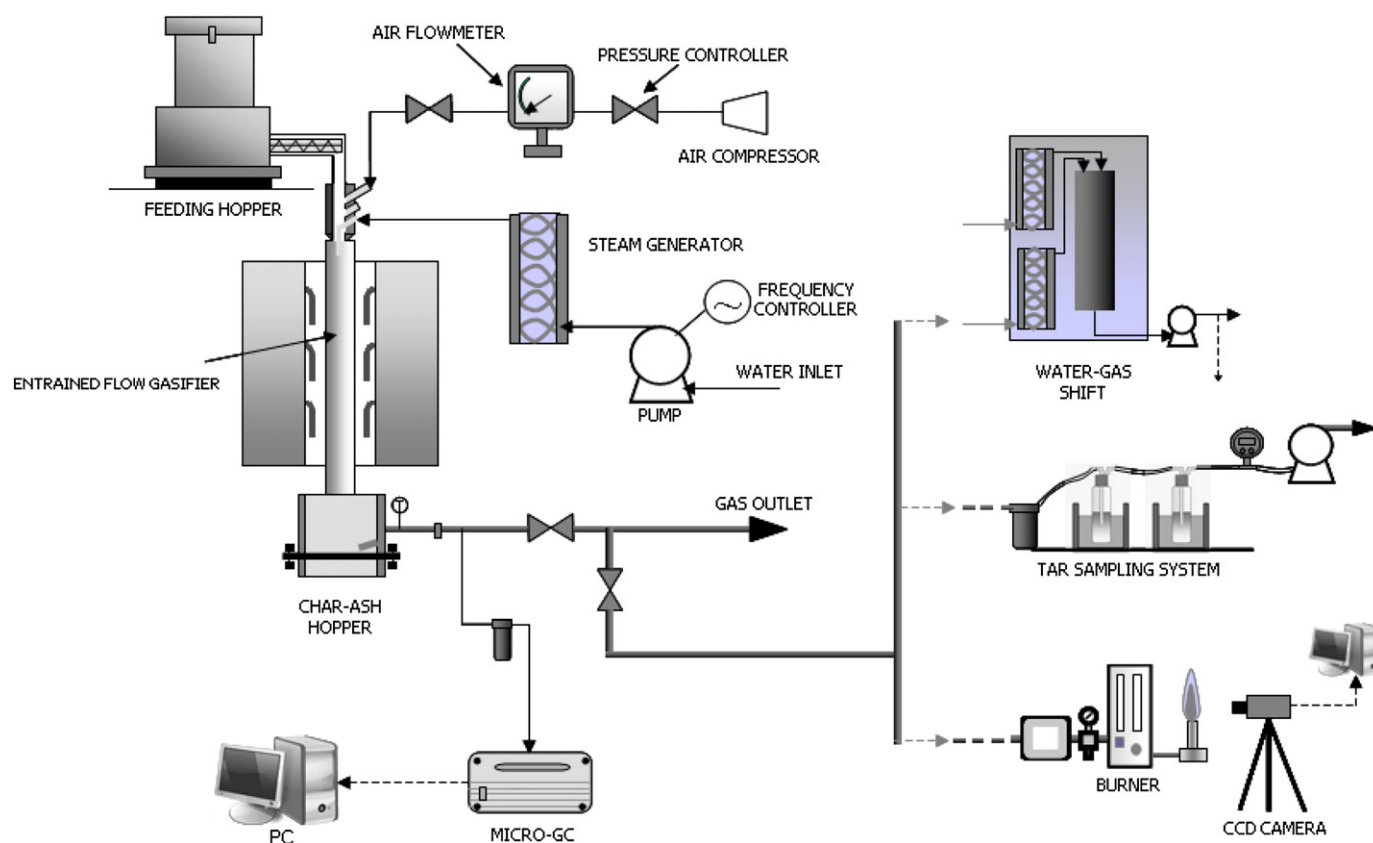 AIR FLOWMETER
PRESSURE CONTROLLER
AIR COMPRESSOR
FEEDING HOPPER
STEAM GENERATOR
FREQUENCY
CONTROLLER
ENTRAINED FLOW GASIFIER
WATER INLET
PUMP
WATER-GAS
SHIFT
GAS OUTLET
T
TAR SAMPLING SYSTEM
CHAR-ASH
HOPPER
BURNER
PC
MICRO-GC
CCD CAMERA